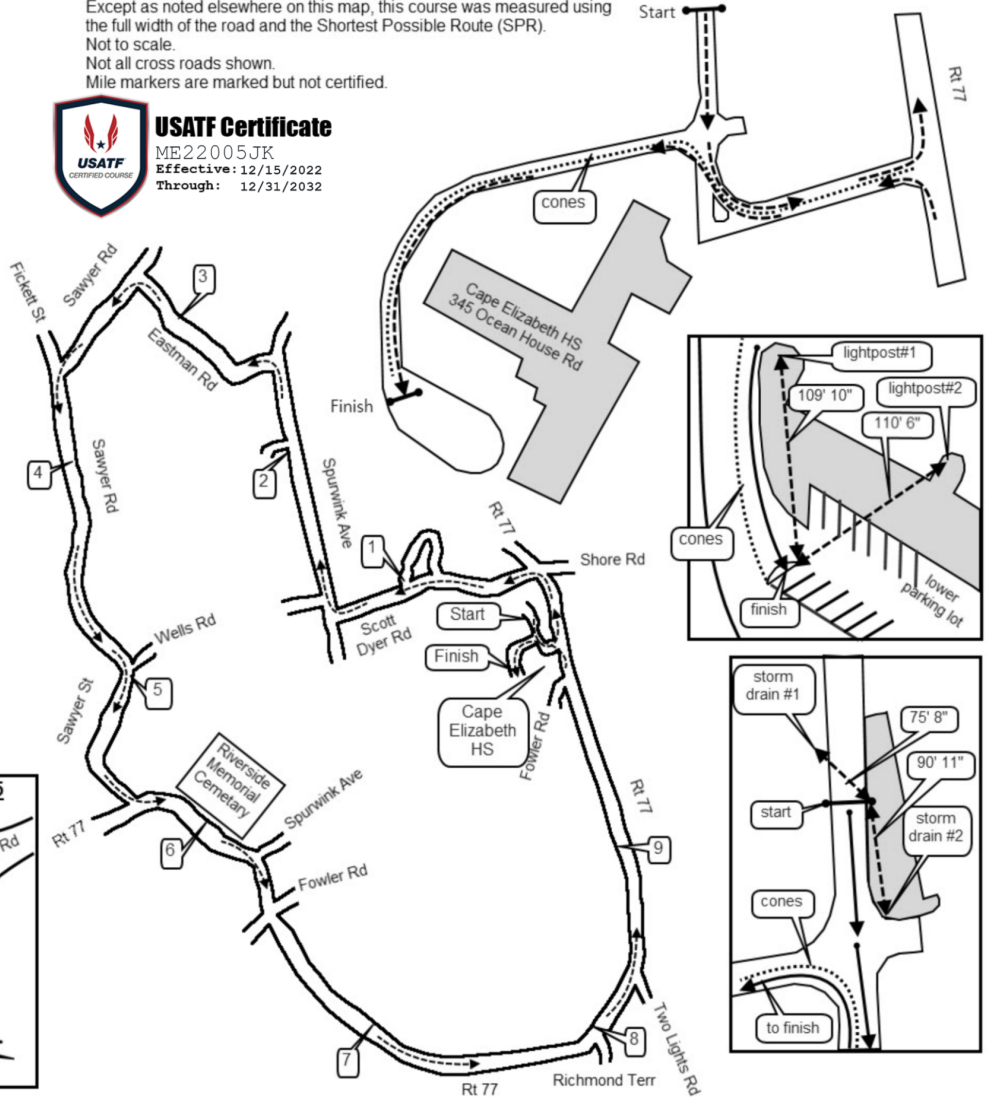 Except as noted elsewhere on this map, this course was measured using
the full width of the road and the Shortest Possible Route (SPR).
Not to scale.
Not all cross roads shown.
Mile markers are marked but not certified.
USATF
CERTIFIED COURSE
USATF Certificate
ME22005JK
Effective: 12/15/2022
Through: 12/31/2032
Start
Rt 77
cones
Cape Elizabeth HS
345 Ocean House Rd
Finish
lightpost#1
lightpost#2
109' 10"
110' 6"
cones
finish
lower
parking lot
storm
drain #1
75' 8"
90' 11"
start
storm
drain #2
cones
to finish
Fickett St
Sawyer Rd
3
Eastman Rd
4
Sawyer Rd
2
Spurwink Ave
1
Rt 77
Shore Rd
Scott
Dyer Rd
Start
Finish
Cape
Elizabeth
HS
Fowler Rd
Wells Rd
5
Sawyer St
Riverside
Memorial
Cemetary
Spurwink Ave
Rt 77
6
Fowler Rd
Rt 77
9
7
8
Two Lights Rd
Richmond Terr
Rt 77
Rd